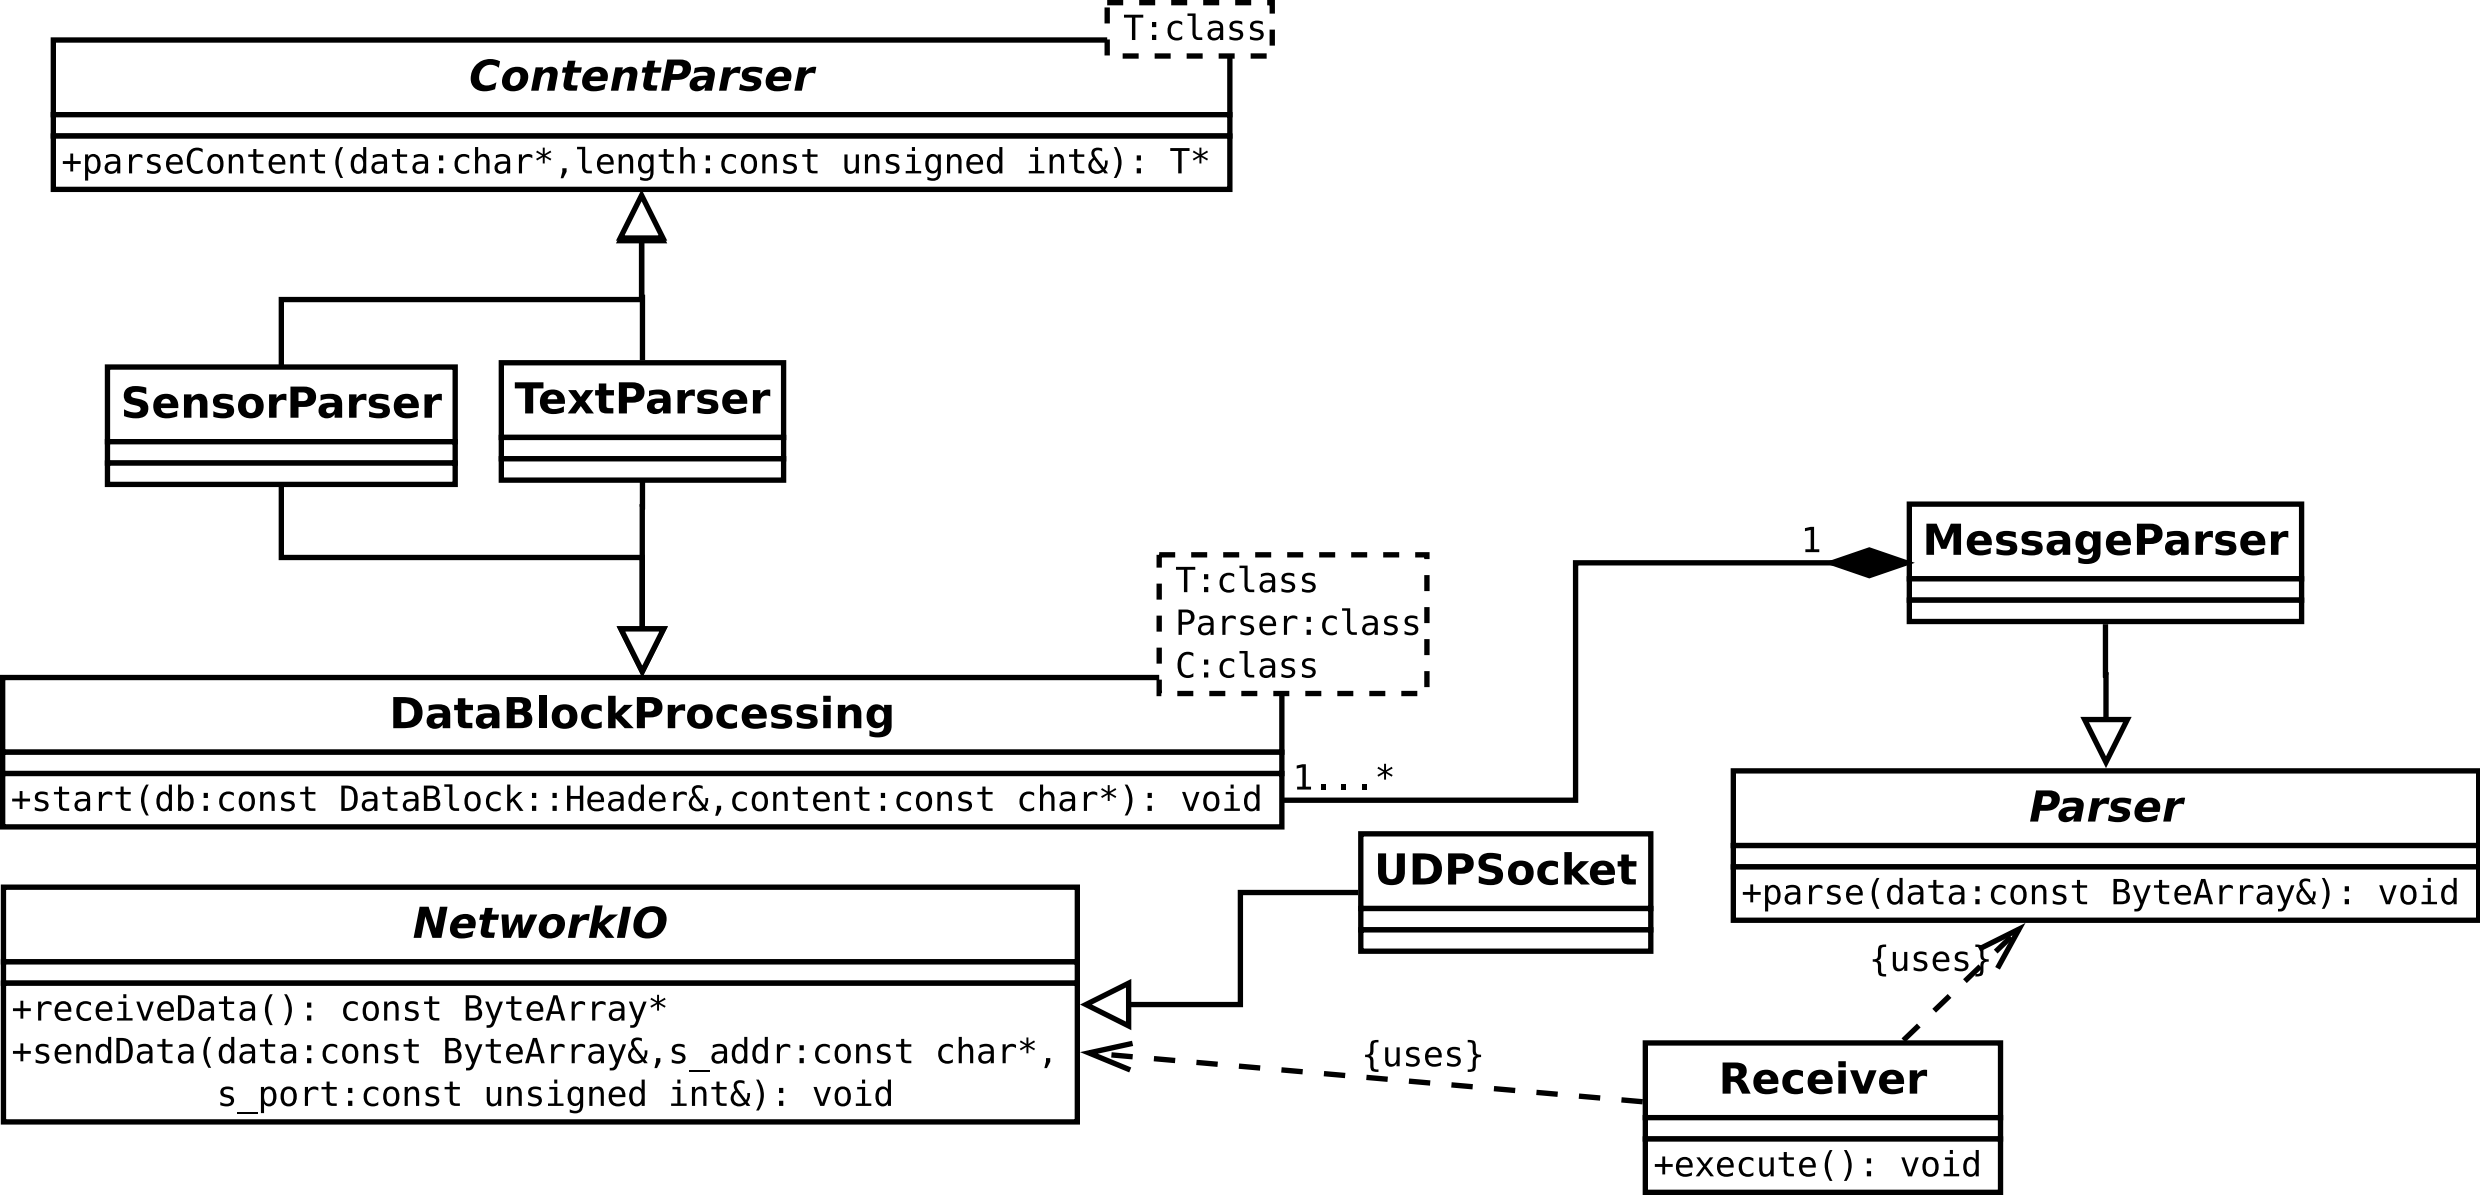 T:class
ContentParser
+parseContent(data:char*,length:const unsigned int&): T*
SensorParser
TextParser
T:class
Parser:class
C:class
DataBlockProcessing
+start(db:const DataBlock::Header&,content:const char*): void
1...*
1
MessageParser
Parser
+parse(data:const ByteArray&): void
UDPSocket
NetworkIO
+receiveData(): const ByteArray*
+sendData(data:const ByteArray&,s_addr:const char*,
s_port:const unsigned int&): void
{uses}
{uses}
Receiver
+execute(): void